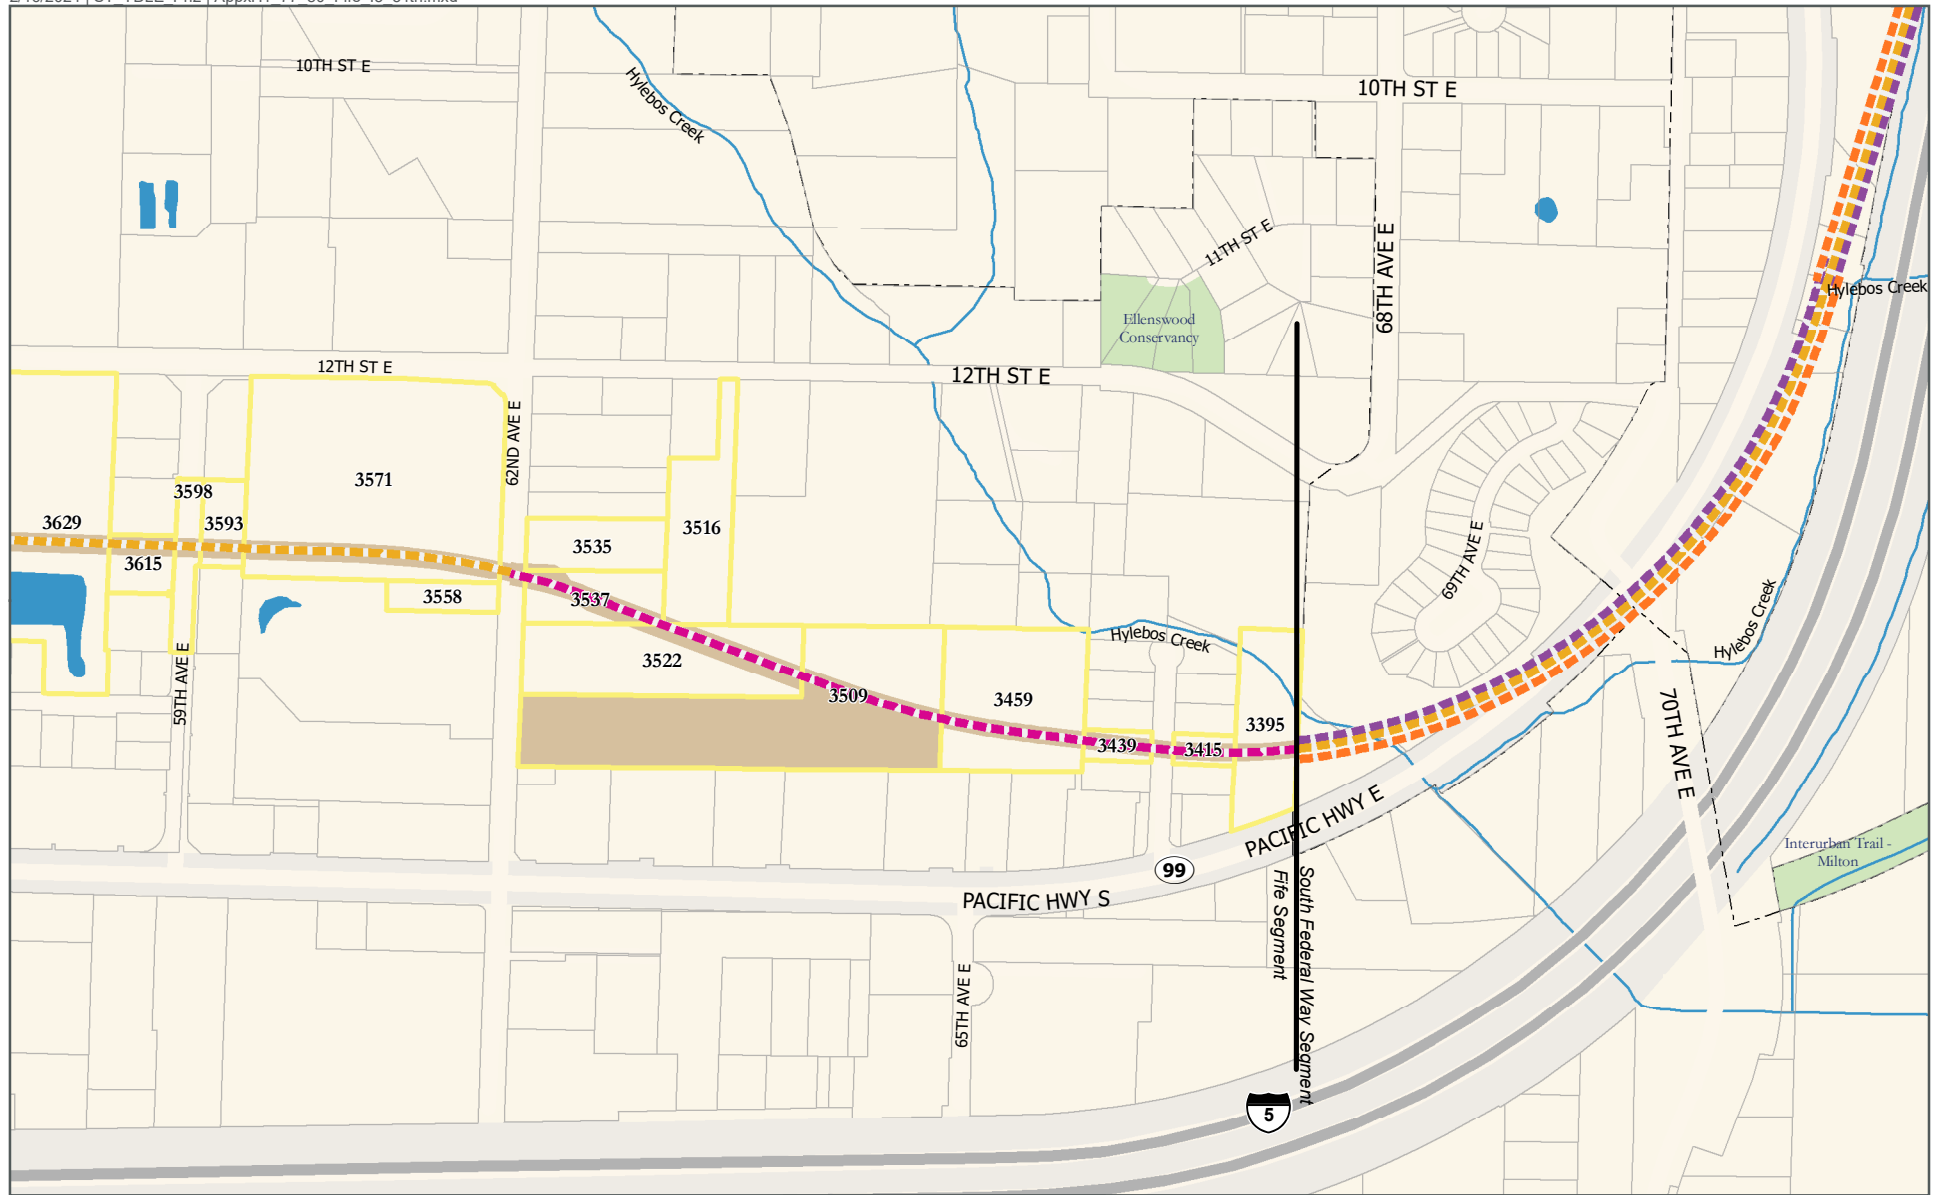 10TH ST E
10TH ST E
Hylebos Creek
11TH ST E
68TH AVE E
Hylebos Creek
Ellenswood
Conservancy
12TH ST E
12TH ST E
62ND AVE E
3571
3598
3629
3593
3516
3535
3615
69TH AVE E
3558
3537
Hylebos Creek
Hylebos Creek
3522
59TH AVE E
3509
3459
3395
3439
3415
70TH AVE E
PACIFIC HWY E
Interurban Trail -
Milton
99
PACIFIC HWY S
Fife Segment
South Federal Way Segment
65TH AVE E
5